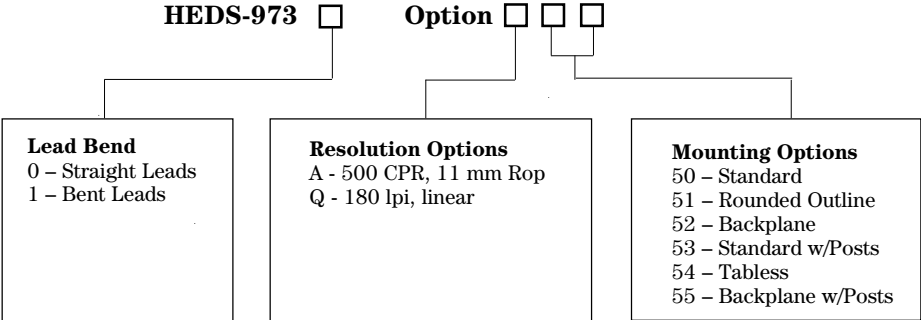 HEDS-973 □ Option □ □ □
Lead Bend
0 – Straight Leads
1 – Bent Leads
Resolution Options
A - 500 CPR, 11 mm Rop
Q - 180 lpi, linear
Mounting Options
50 – Standard
51 – Rounded Outline
52 – Backplane
53 – Standard w/Posts
54 – Tabless
55 – Backplane w/Posts